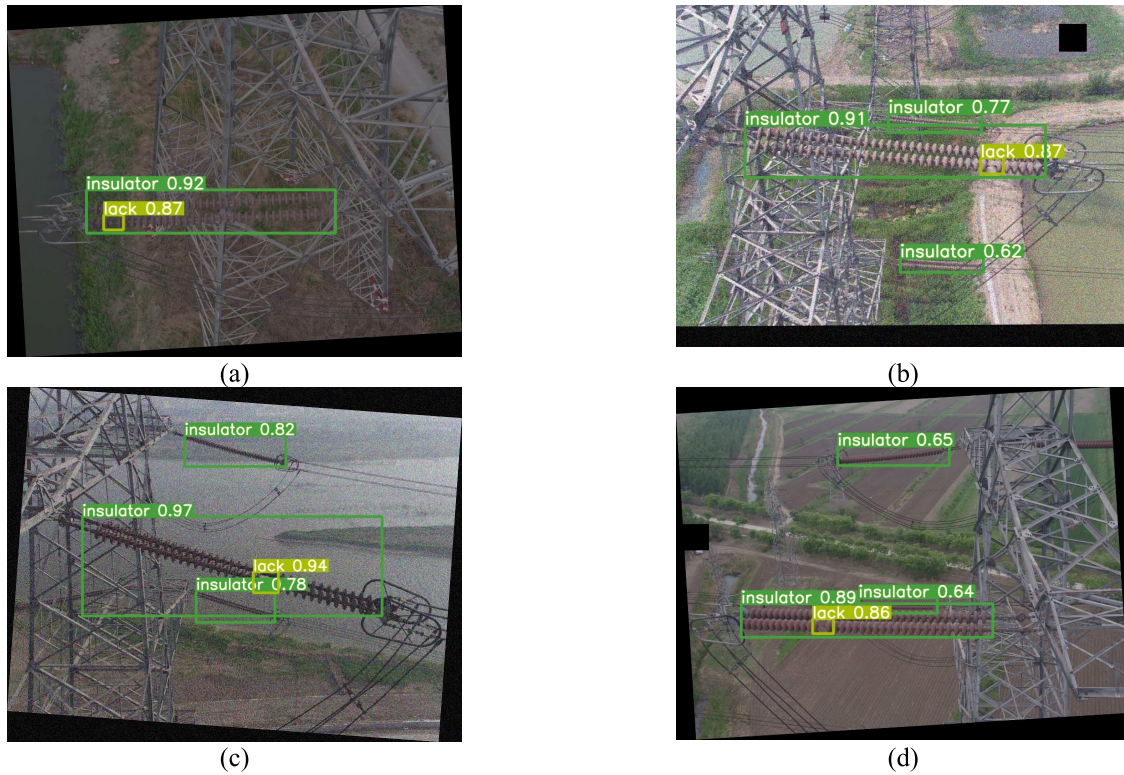 insulator 0.92
lack 0.87
(a)
insulator 0.77
insulator 0.91
lack 0.87
insulator 0.62
(b)
insulator 0.82
insulator 0.97
lack 0.94
insulator 0.78
(c)
insulator 0.65
insulator 0.64
insulator 0.89
lack 0.86
(d)